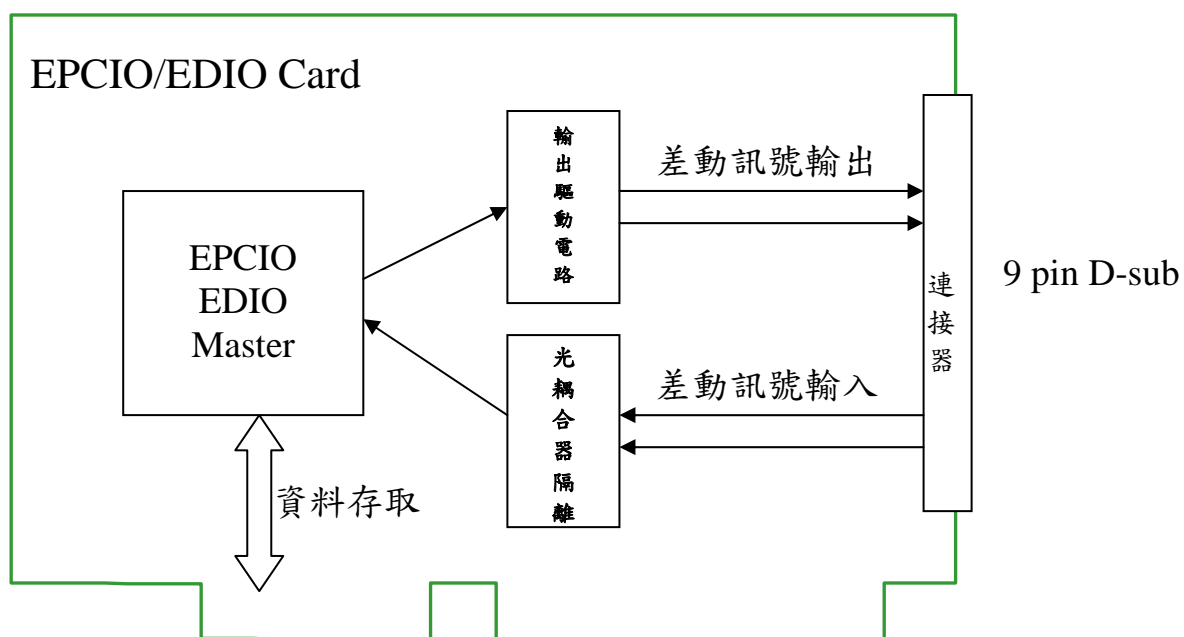 EPCIO/EDIO Card
輸出驅動電路
差動訊號輸出
EPCIO
EDIO
Master
連接器
9 pin D-sub
光耦合器隔離
差動訊號輸入
資料存取